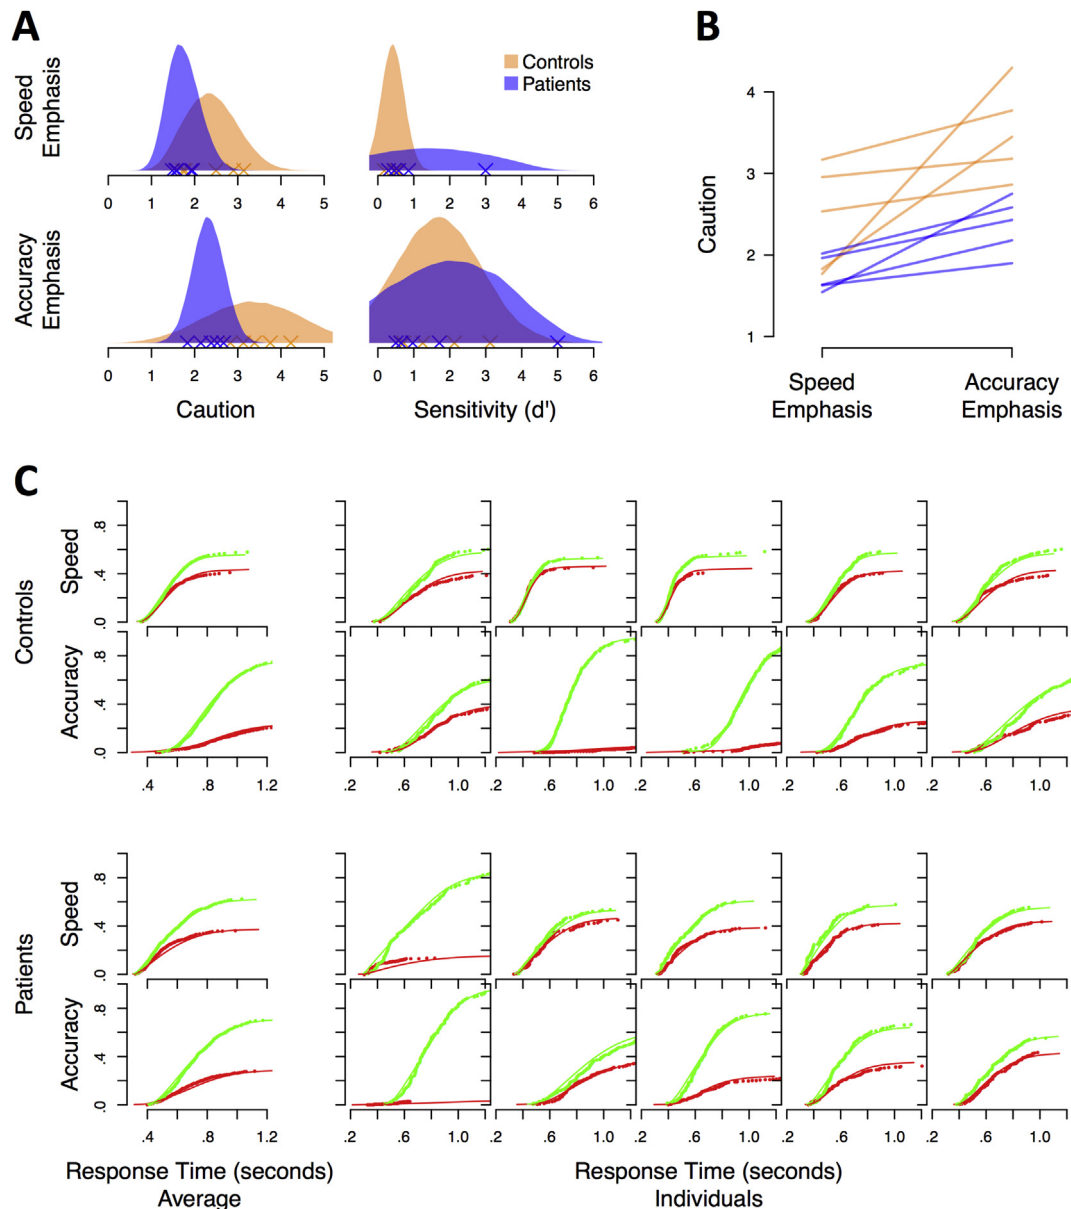 A
B
Speed
Emphasis
Controls
Patients
0 1 2 3 4 5
0 1 2 3 4 5 6
Accuracy
Emphasis
0 1 2 3 4 5
0 1 2 3 4 5 6
Caution
Sensitivity (d')
Caution
4
3
2
1
Speed
Emphasis
Accuracy
Emphasis
C
Controls
Speed
.8
.4
.0
Accuracy
.8
.4
.0
.4 .8 1.2
.2 .6 1.0
.2 .6 1.0
.2 .6 1.0
.2 .6 1.0
.2 .6 1.0
Patients
Speed
.8
.4
.0
Accuracy
.8
.4
.0
.4 .8 1.2
.2 .6 1.0
.2 .6 1.0
.2 .6 1.0
.2 .6 1.0
.2 .6 1.0
Response Time (seconds)
Average
Response Time (seconds)
Individuals